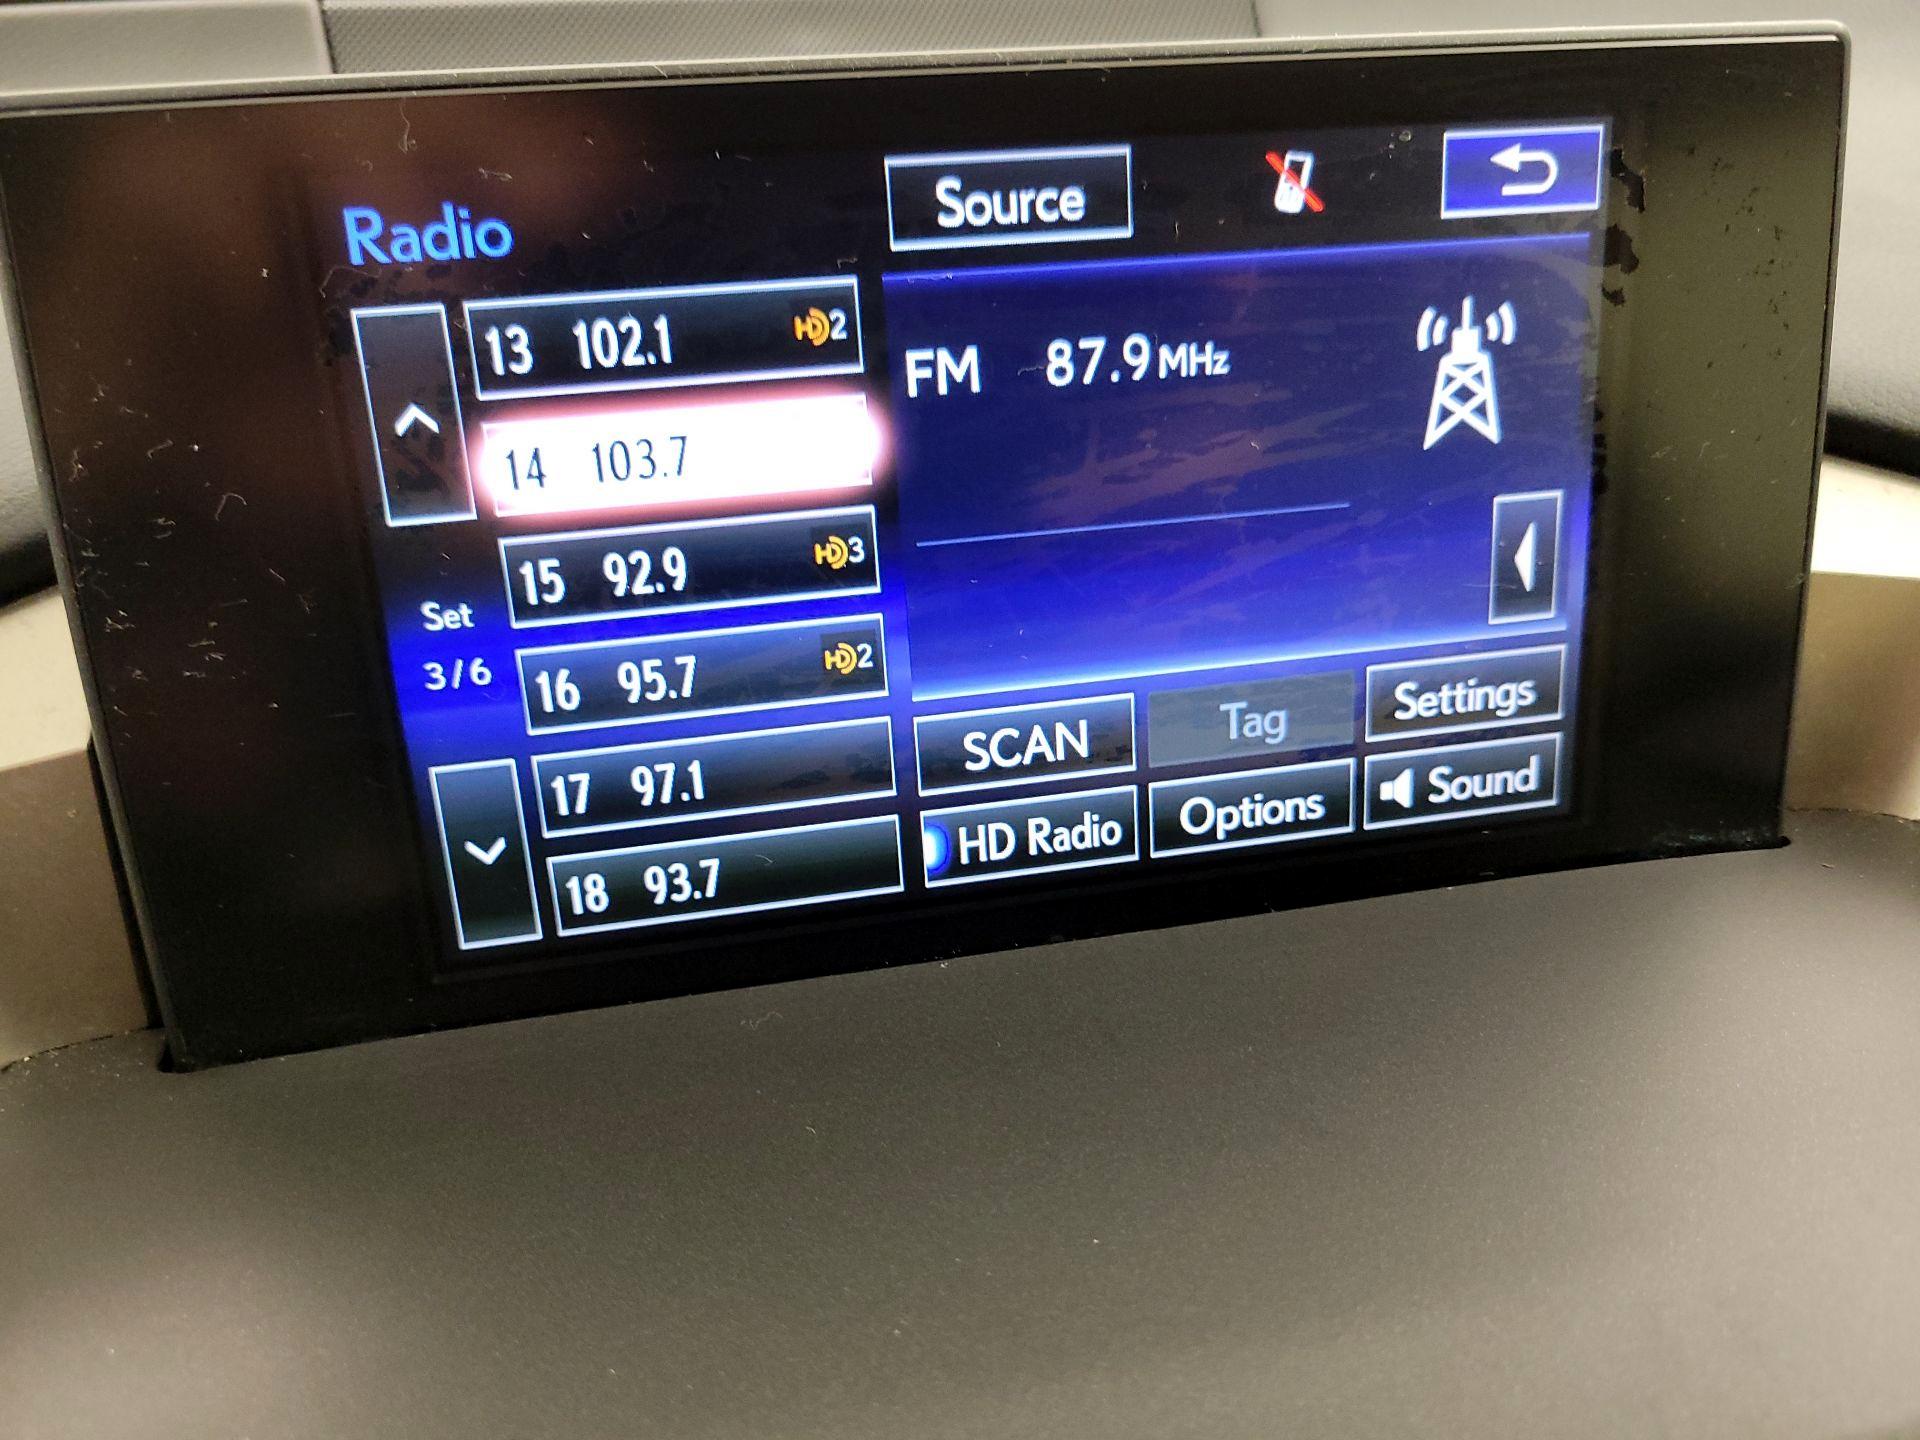 Radio
Source
13 102.1 HD2
14 103.7
15 92.9 HD3
16 95.7 HD2
17 97.1
18 93.7
Set
3/6
FM 87.9 MHz
SCAN
Tag
Settings
HD Radio
Options
Sound